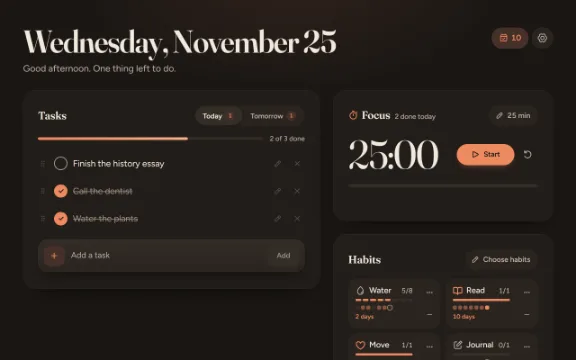 Wednesday, November 25
10
Good afternoon. One thing left to do.
Tasks
Today 1
Tomorrow 1
2 of 3 done
Finish the history essay
Call the dentist
Water the plants
Add a task
Add
Focus 2 done today
25 min
25:00
Start
Habits
Choose habits
Water 5/8
2 days
Read 1/1
10 days
Move 1/1
Journal 0/1